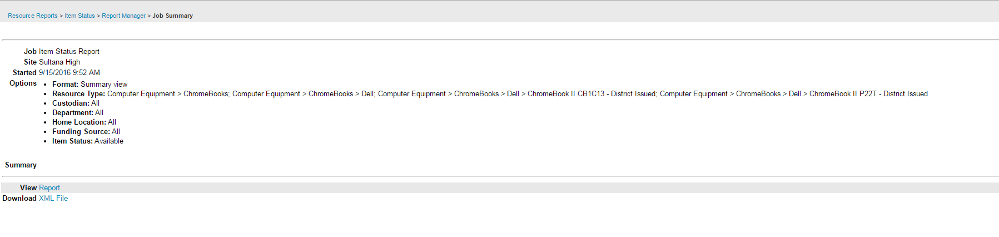 Resource Reports > Item Status > Report Manager > Job Summary
Job Item Status Report
Site Sultana High
Started 9/15/2016 9:52 AM
Options • Format: Summary view
• Resource Type: Computer Equipment > ChromeBooks; Computer Equipment > ChromeBooks > Dell; Computer Equipment > ChromeBooks > Dell > ChromeBook II CB1C13 - District Issued; Computer Equipment > ChromeBooks > Dell > ChromeBook II P22T - District Issued
• Custodian: All
• Department: All
• Home Location: All
• Funding Source: All
• Item Status: Available
Summary
View Report
Download XML File